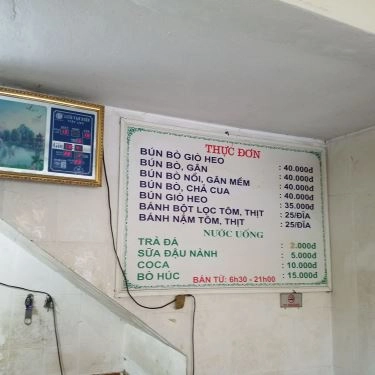 THỰC ĐƠN
BÚN BÒ GIÒ HEO : 40.000đ
BÚN BÒ, GÂN : 40.000đ
BÚN BÒ NỔI, GÂN MỀM : 40.000đ
BÚN BÒ, CHẢ CUA : 40.000đ
BÚN GIÒ HEO : 35.000đ
BÁNH BỘT LỌC TÔM, THỊT : 25/ĐĨA
BÁNH NẬM TÔM, THỊT : 25/ĐĨA
NƯỚC UỐNG
TRÀ ĐÁ : 2.000đ
SỮA ĐẬU NÀNH : 5.000đ
COCA : 10.000đ
BÒ HÚC : 15.000đ
BÁN TỪ: 6h30 - 21h00